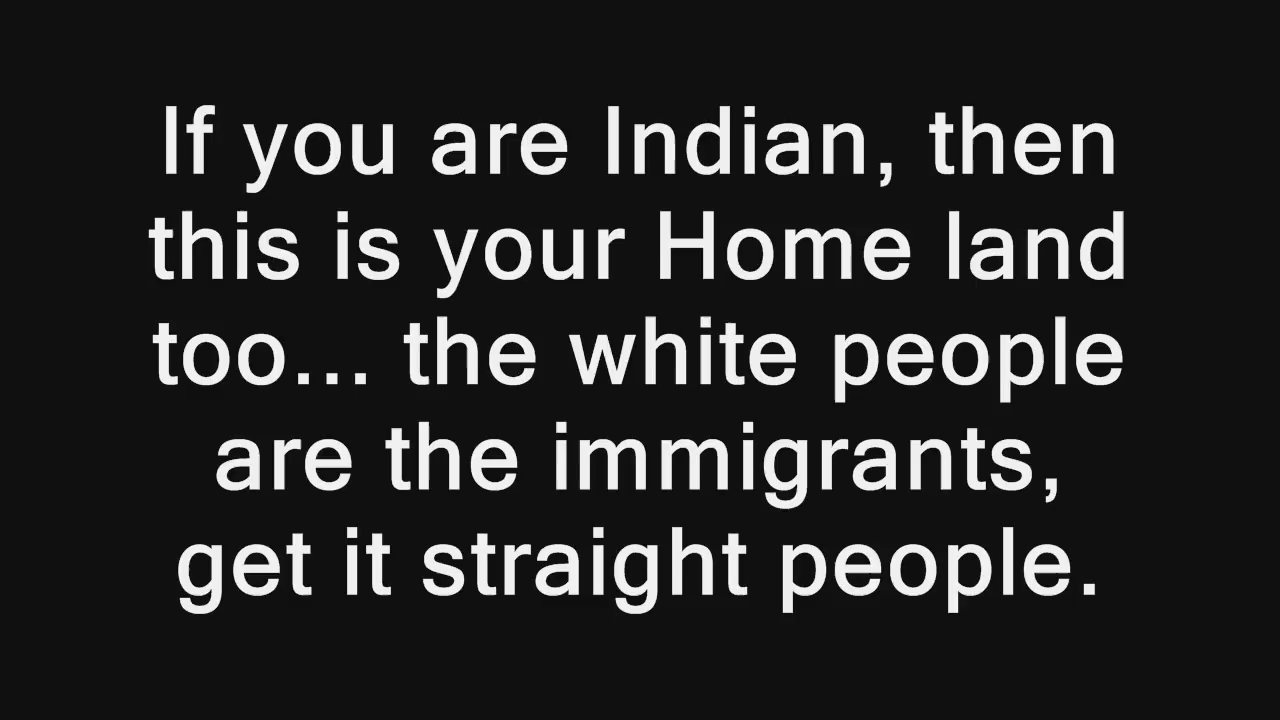 If you are Indian, then
this is your Home land
too... the white people
are the immigrants,
get it straight people.